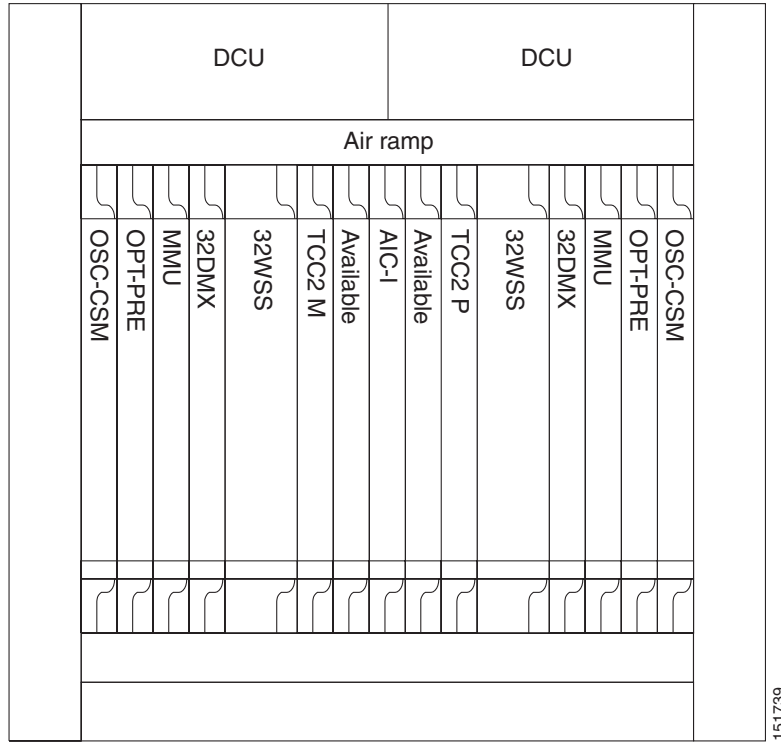 DCU
DCU
Air ramp
OSC-CSM
OPT-PRE
MMU
32DMX
32WSS
TCC2 M
Available
AIC-I
Available
TCC2 P
32WSS
32DMX
MMU
OPT-PRE
OSC-CSM
151739